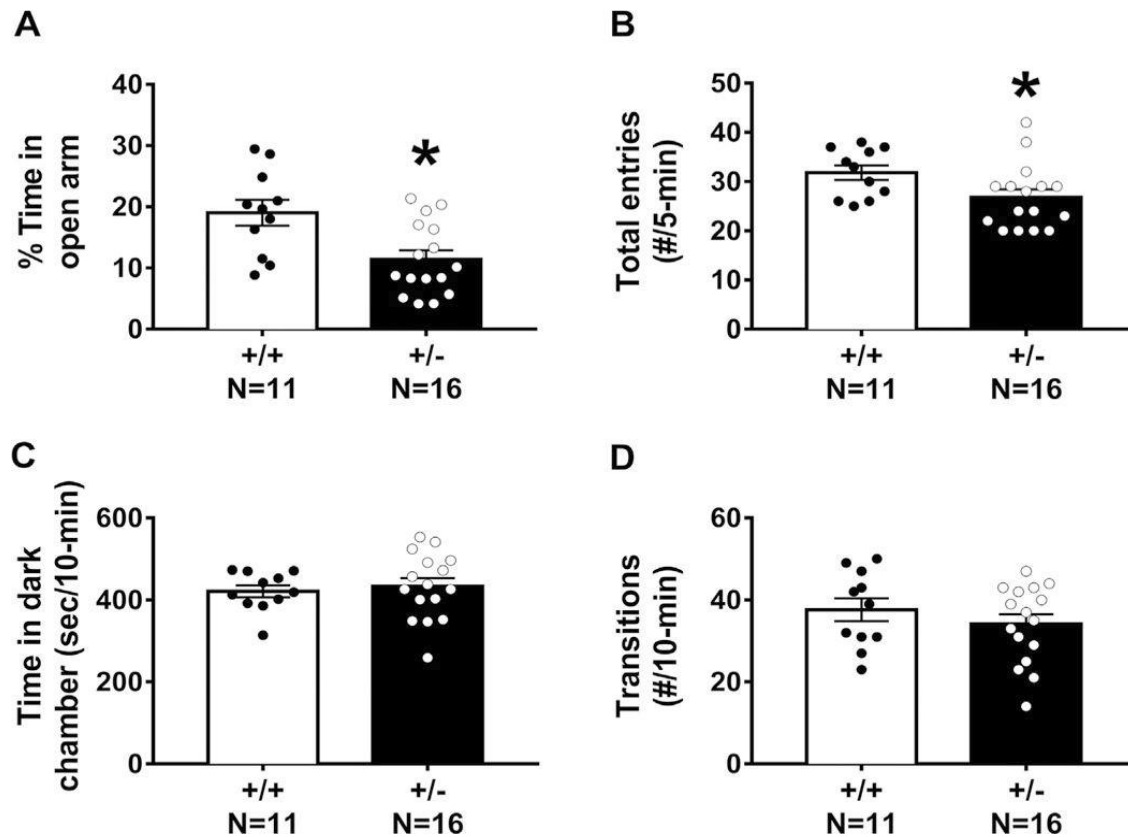 A
% Time in
open arm
40
30
20
10
0
*
+/+
N=11
+/-
N=16
B
Total entries
(#/5-min)
50
40
30
20
10
0
*
+/+
N=11
+/-
N=16
C
Time in dark
chamber (sec/10-min)
600
400
200
0
+/+
N=11
+/-
N=16
D
Transitions
(#/10-min)
60
40
20
0
+/+
N=11
+/-
N=16